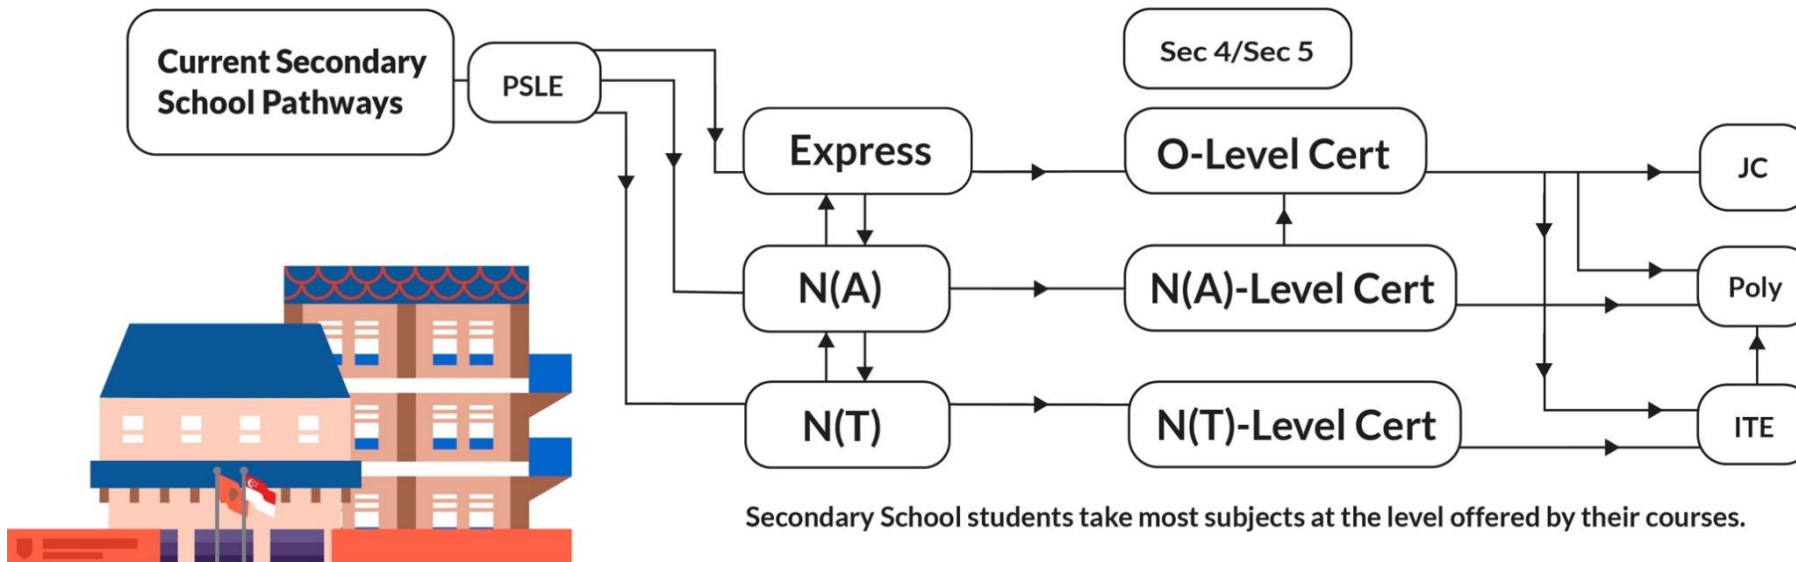 Current Secondary
School Pathways
PSLE
Sec 4/Sec 5
Express
O-Level Cert
JC
N(A)
N(A)-Level Cert
Poly
N(T)
N(T)-Level Cert
ITE
Secondary School students take most subjects at the level offered by their courses.